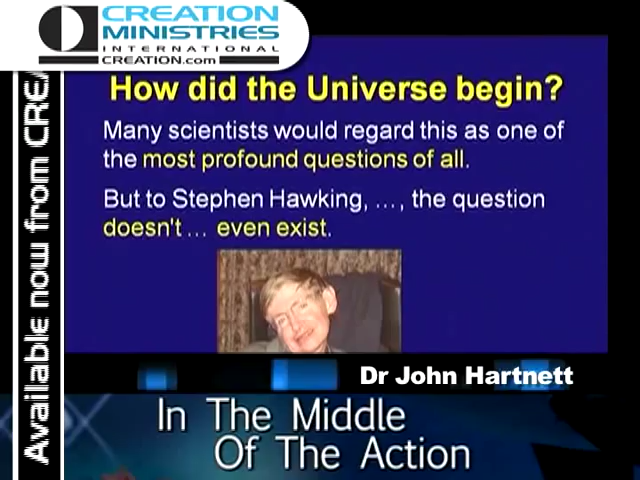 CREATION
MINISTRIES
INTERNATIONAL
CREATION.com
How did the Universe begin?
Many scientists would regard this as one of
the most profound questions of all.
But to Stephen Hawking, …, the question
doesn't … even exist.
Available now from CREA
Dr John Hartnett
In The Middle
Of The Action